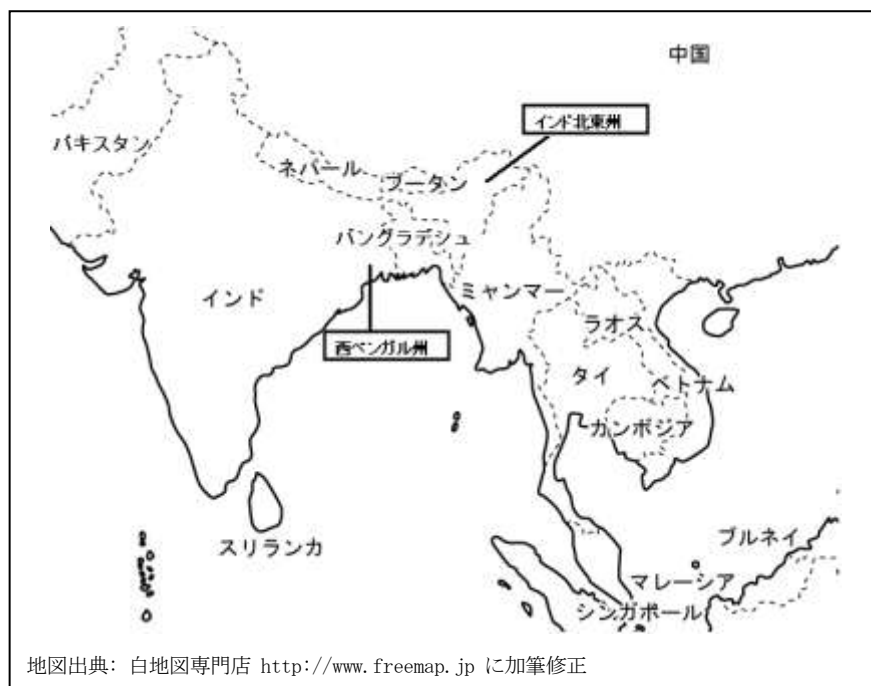 中国
インド北東州
パキスタン
ネパール
ブータン
バングラデシュ
インド
ミャンマー
ラオス
西ベンガル州
タイ
ベトナム
カンボジア
スリランカ
ブルネイ
マレーシア
シンガポール
地図出典: 白地図専門店 http://www.freemap.jp に加筆修正